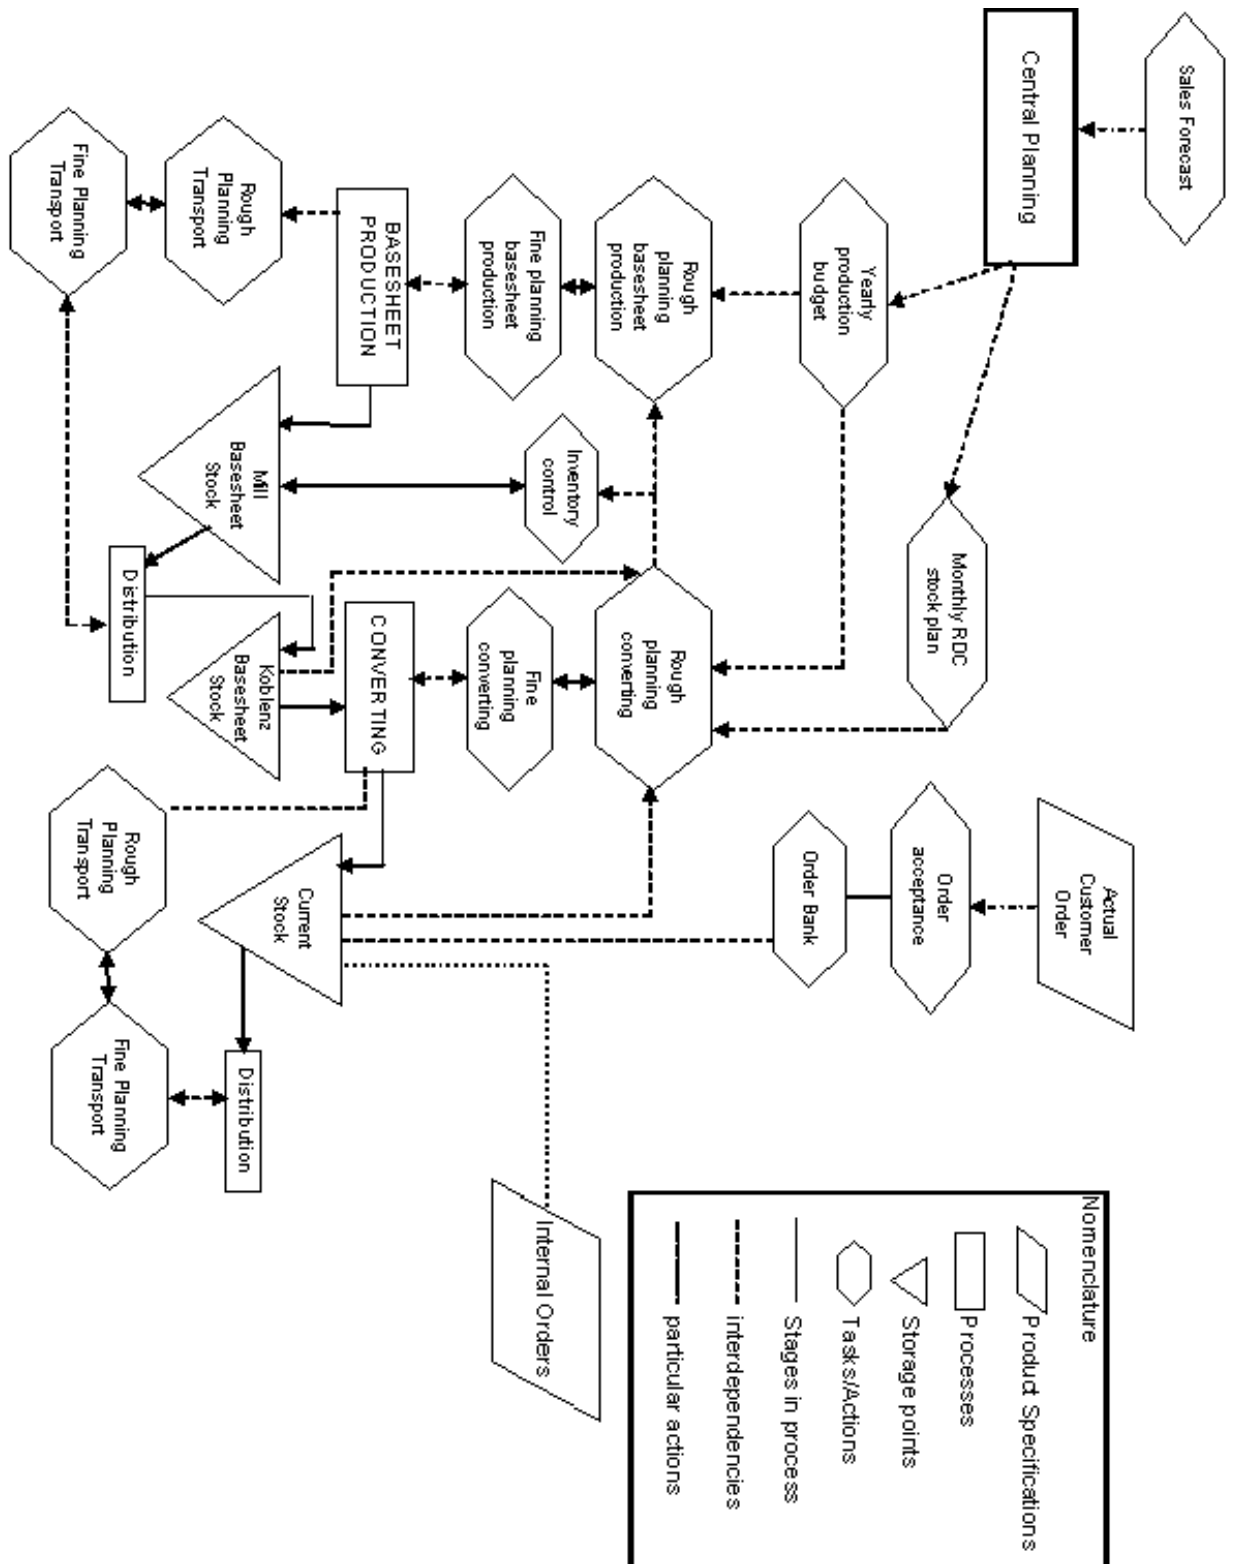 Sales Forecast
Central Planning
Yearly
production
budget
Monthly RDC
stock plan
Actual
Customer
Order
Order
acceptance
Order Bank
Rough
planning
basesheet
production
Rough
planning
converting
Fine planning
basesheet
production
Inventory
control
Fine
planning
converting
BASESHEET
PRODUCTION
CONVERTING
Mill
Basesheet
Stock
Koblenz
Basesheet
Stock
Current
Stock
Rough
Planning
Transport
Fine Planning
Transport
Distribution
Rough
Planning
Transport
Fine Planning
Transport
Distribution
Internal Orders
Nomenclature
Product Specifications
Processes
Storage points
Tasks/Actions
Stages in process
interdependencies
particular actions